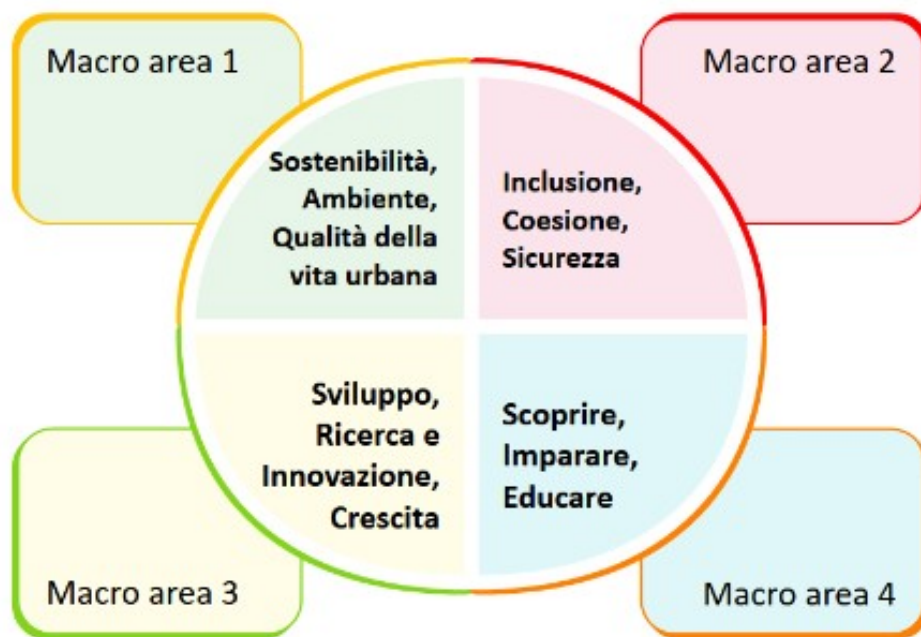 Macro area 1
Macro area 2
Sostenibilità,
Ambiente,
Qualità della
vita urbana
Inclusione,
Coesione,
Sicurezza
Sviluppo,
Ricerca e
Innovazione,
Crescita
Scoprire,
Imparare,
Educare
Macro area 3
Macro area 4